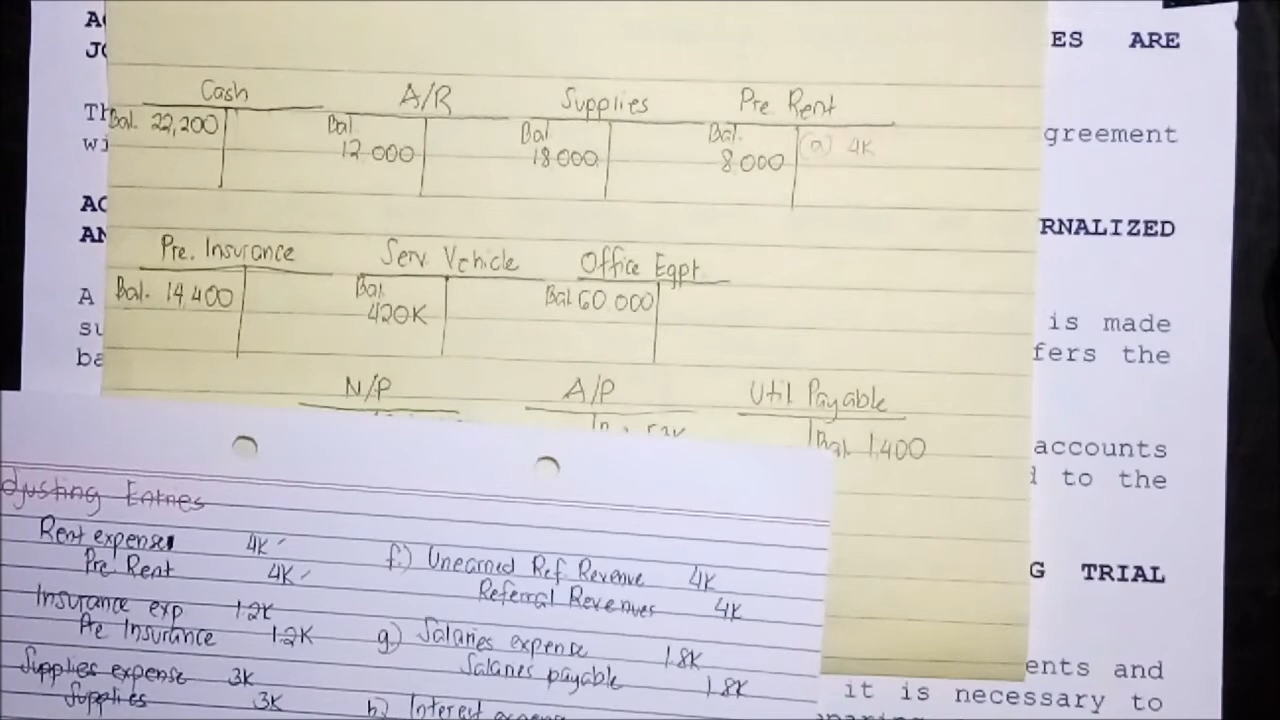 ES ARE
Cash A/R Supplies Pre Rent
Bal. 22,200 Bal. 12 000 Bal 18 000 Bal. 8 000 (a) 4K
greement
RNALIZED
Pre. Insurance Serv. Vehicle Office Eqpt
Bal. 14,400 Bal. 420K Bal 60 000
A is made
fers the
N/P A/P Util Payable
Bal. 1,400
accounts
to the
djusting Entries
Rent expense 4K
Pre Rent 4K
Insurance exp 1.2K
Pre Insurance 1.2K
Supplies expense 3K
Supplies 3K
f.) Unearned Ref. Revenue 4K
Referral Revenues 4K
g.) Salaries expense 1.8K
Salaries payable 1.8K
h) Interest expense
G TRIAL
ents and
it is necessary to